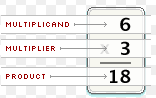 MULTIPLICAND 6
MULTIPLIER × 3
PRODUCT 18